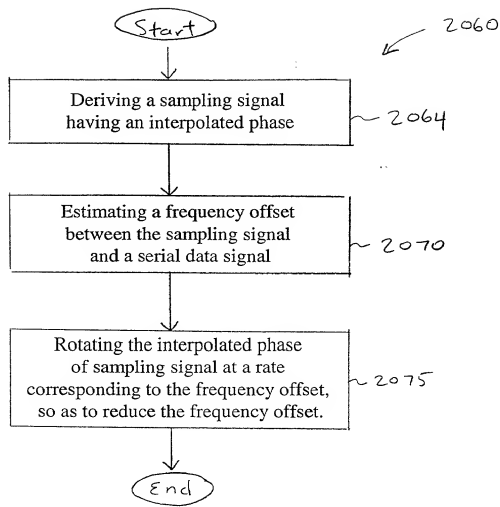 Start
2060
Deriving a sampling signal
having an interpolated phase
2064
Estimating a frequency offset
between the sampling signal
and a serial data signal
2070
Rotating the interpolated phase
of sampling signal at a rate
corresponding to the frequency offset,
so as to reduce the frequency offset.
2075
End